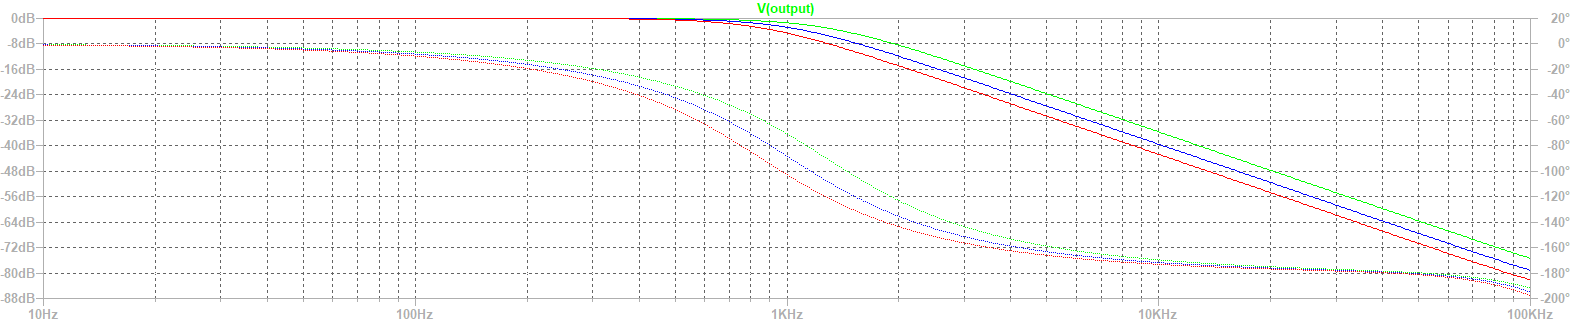 V(output)
0dB 20°
-8dB 0°
-16dB -20°
-24dB -40°
-32dB -60°
-40dB -80°
-48dB -100°
-56dB -120°
-64dB -140°
-72dB -160°
-80dB -180°
-88dB -200°
10Hz 100Hz 1KHz 10KHz 100KHz